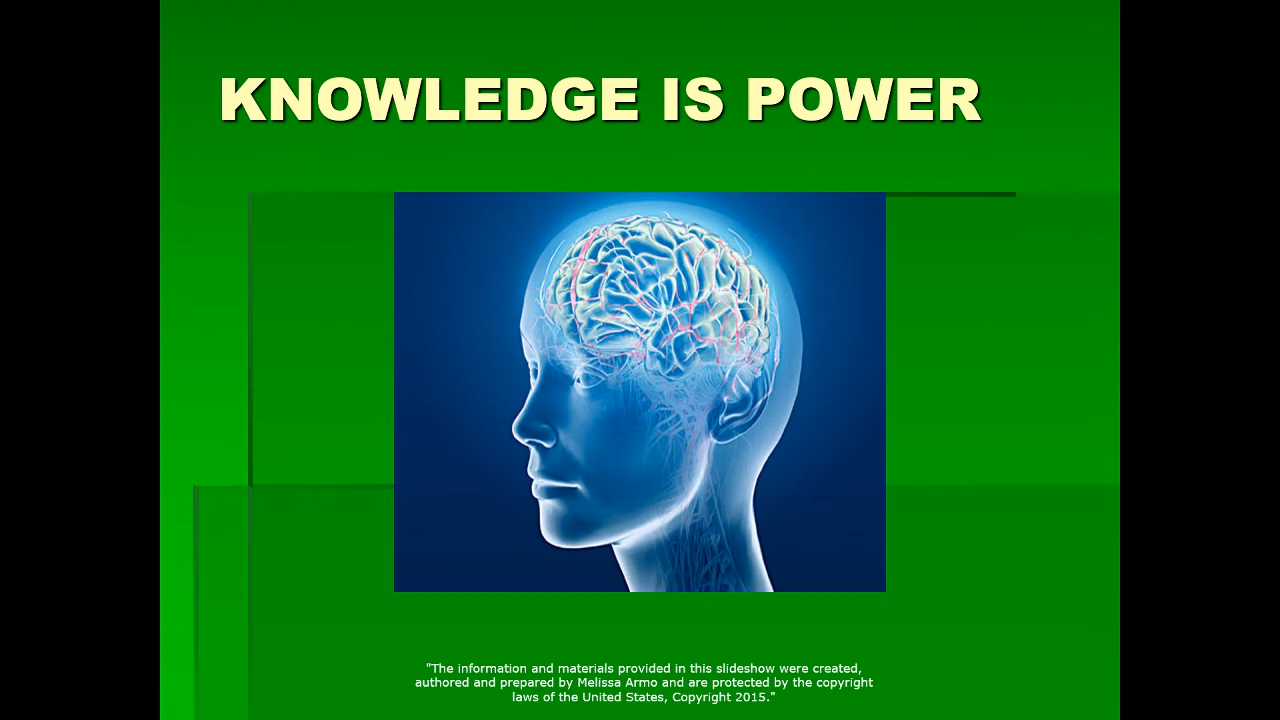 KNOWLEDGE IS POWER
"The information and materials provided in this slideshow were created,
authored and prepared by Melissa Armo and are protected by the copyright
laws of the United States, Copyright 2015."